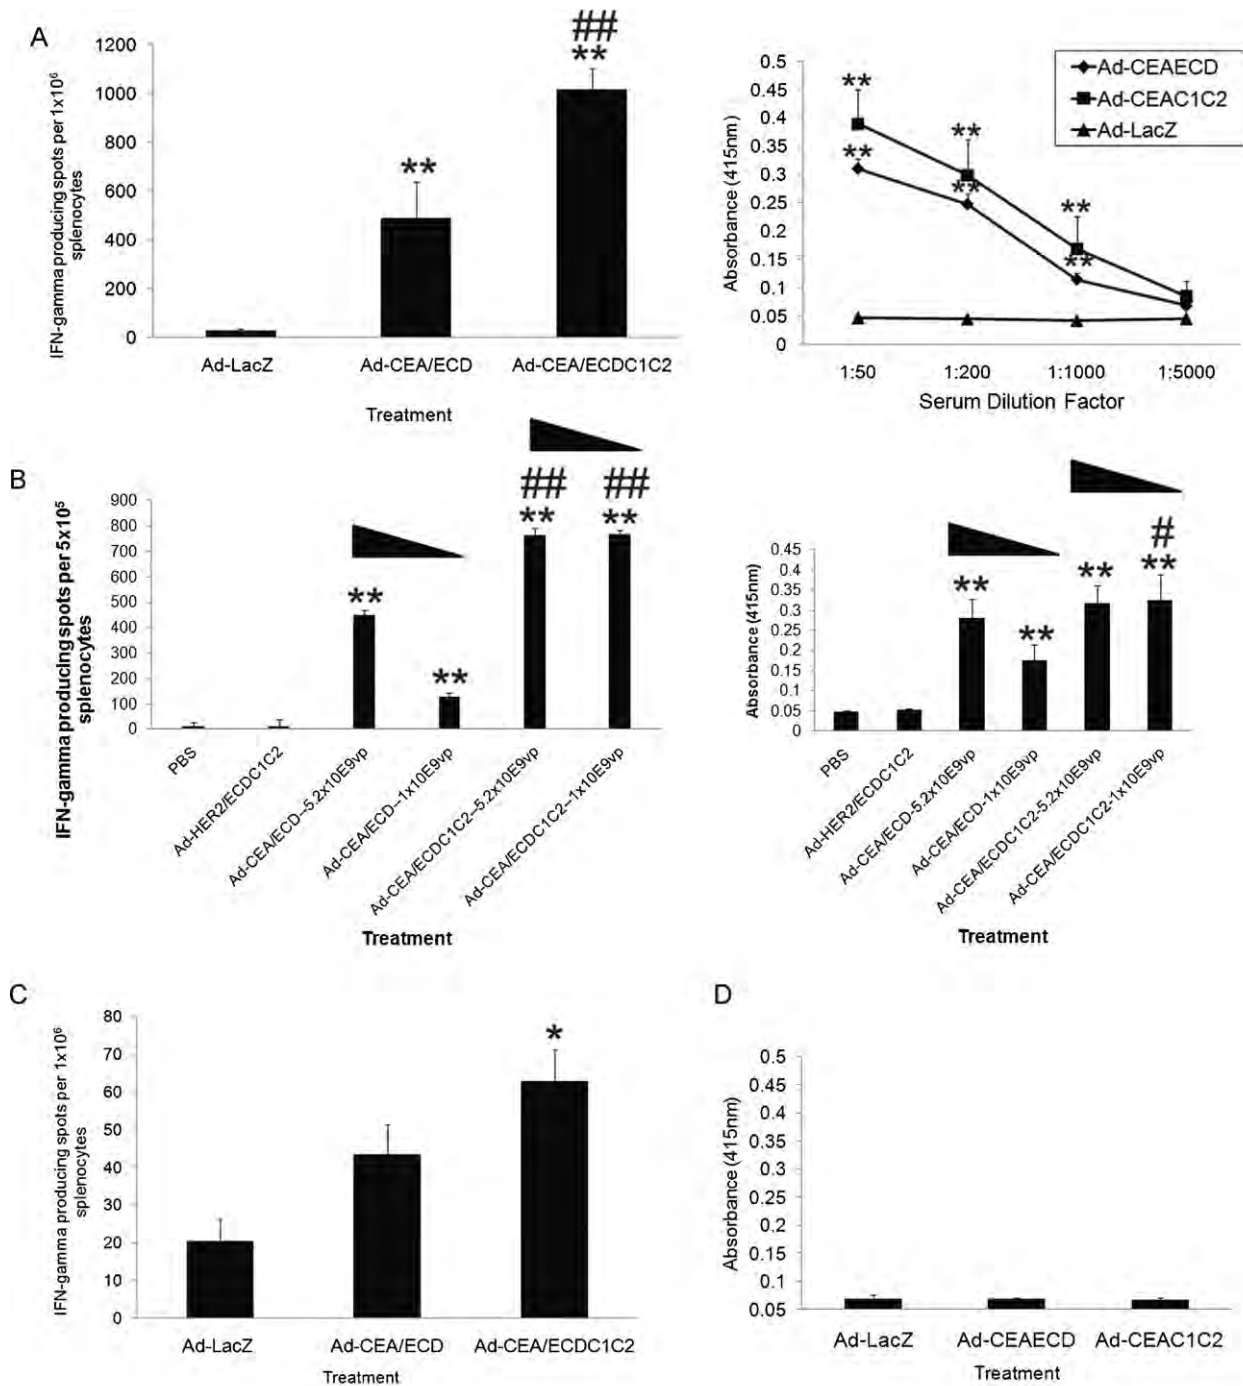 A
IFN-gamma producing spots per 1x10⁶
splenocytes
1200
1000
800
600
400
200
0
**
##
**
Ad-LacZ
Ad-CEA/ECD
Ad-CEA/ECDC1C2
Treatment
Absorbance (415nm)
0.5
0.45
0.4
0.35
0.3
0.25
0.2
0.15
0.1
0.05
0
Ad-CEAECD
Ad-CEAC1C2
Ad-LacZ
**
**
**
**
**
**
1:50
1:200
1:1000
1:5000
Serum Dilution Factor
B
IFN-gamma producing spots per 5x10⁵
splenocytes
900
800
700
600
500
400
300
200
100
0
**
**
##
**
##
**
PBS
Ad-HER2/ECDC1C2
Ad-CEA/ECD--5.2x10E9vp
Ad-CEA/ECD--1x10E9vp
Ad-CEA/ECDC1C2--5.2x10E9vp
Ad-CEA/ECDC1C2--1x10E9vp
Treatment
Absorbance (415nm)
0.45
0.4
0.35
0.3
0.25
0.2
0.15
0.1
0.05
0
**
**
**
#
**
PBS
Ad-HER2/ECDC1C2
Ad-CEA/ECD-5.2x10E9vp
Ad-CEA/ECD-1x10E9vp
Ad-CEA/ECDC1C2-5.2x10E9vp
Ad-CEA/ECDC1C2-1x10E9vp
Treatment
C
IFN-gamma producing spots per 1x10⁶
splenocytes
80
70
60
50
40
30
20
10
0
*
Ad-LacZ
Ad-CEA/ECD
Ad-CEA/ECDC1C2
Treatment
D
Absorbance (415nm)
0.5
0.45
0.4
0.35
0.3
0.25
0.2
0.15
0.1
0.05
Ad-LacZ
Ad-CEAECD
Ad-CEAC1C2
Treatment